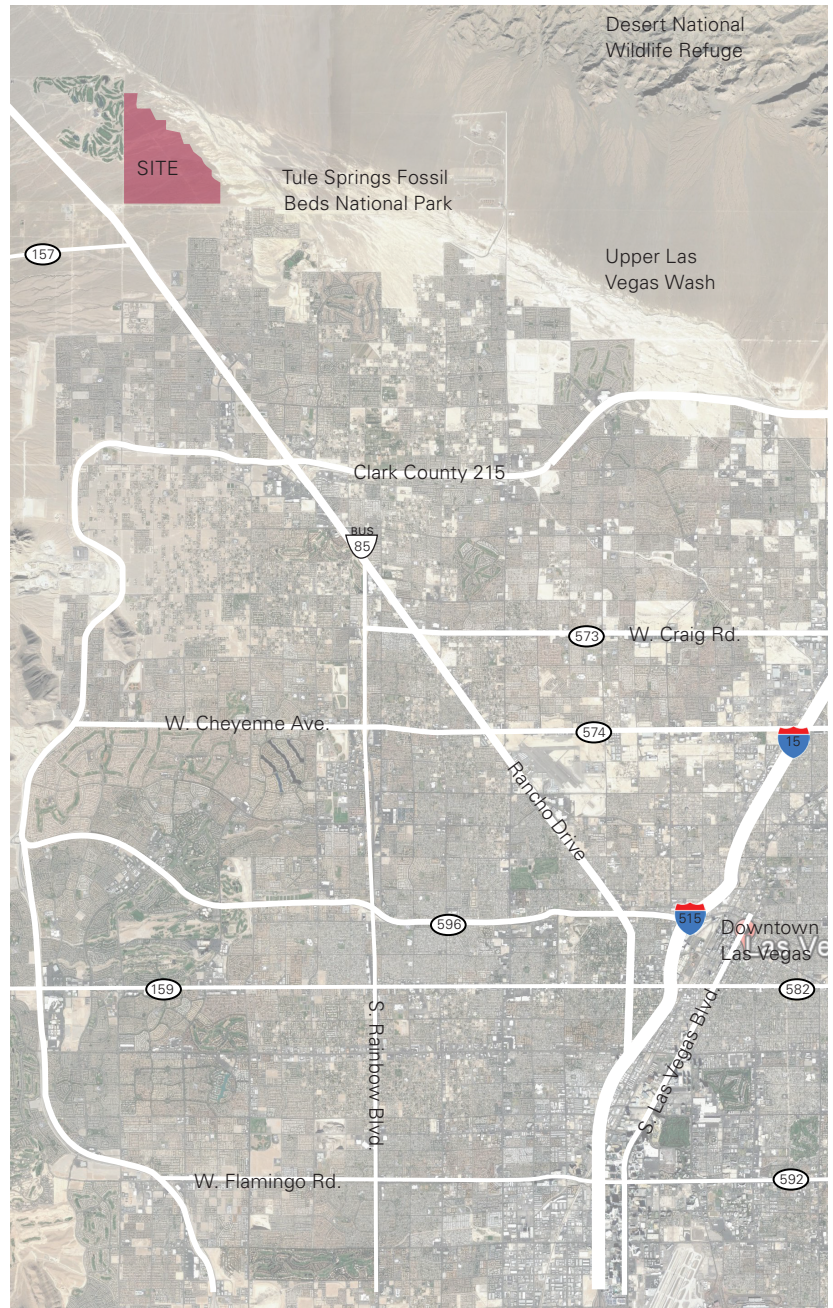 Desert National
Wildlife Refuge
SITE
Tule Springs Fossil
Beds National Park
157
Upper Las
Vegas Wash
Clark County 215
BUS
85
573
W. Craig Rd.
W. Cheyenne Ave.
574
15
Rancho Drive
596
515
Downtown
Las Vegas
Las Ve
159
582
S. Rainbow Blvd.
S. Las Vegas Blvd.
W. Flamingo Rd.
592